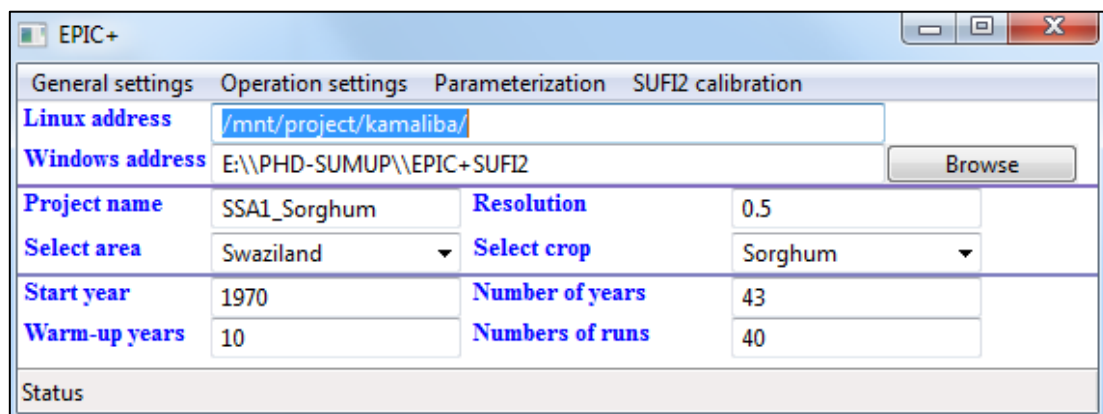 EPIC+
General settings Operation settings Parameterization SUFI2 calibration
Linux address /mnt/project/kamaliba/
Windows address E:\\PHD-SUMUP\\EPIC+SUFI2 Browse
Project name SSA1_Sorghum Resolution 0.5
Select area Swaziland Select crop Sorghum
Start year 1970 Number of years 43
Warm-up years 10 Numbers of runs 40
Status